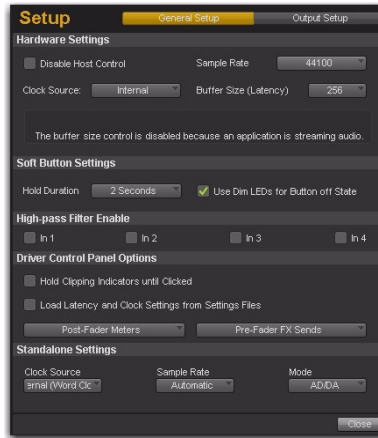 Setup
General Setup
Output Setup
Hardware Settings
Disable Host Control
Sample Rate
44100
Clock Source:
Internal
Buffer Size (Latency)
256
The buffer size control is disabled because an application is streaming audio.
Soft Button Settings
Hold Duration
2 Seconds
Use Dim LEDs for Button off State
High-pass Filter Enable
In 1
In 2
In 3
In 4
Driver Control Panel Options
Hold Clipping Indicators until Clicked
Load Latency and Clock Settings from Settings Files
Post-Fader Meters
Pre-Fader FX Sends
Standalone Settings
Clock Source
Sample Rate
Mode
ernal (Word Clc
Automatic
AD/DA
Close